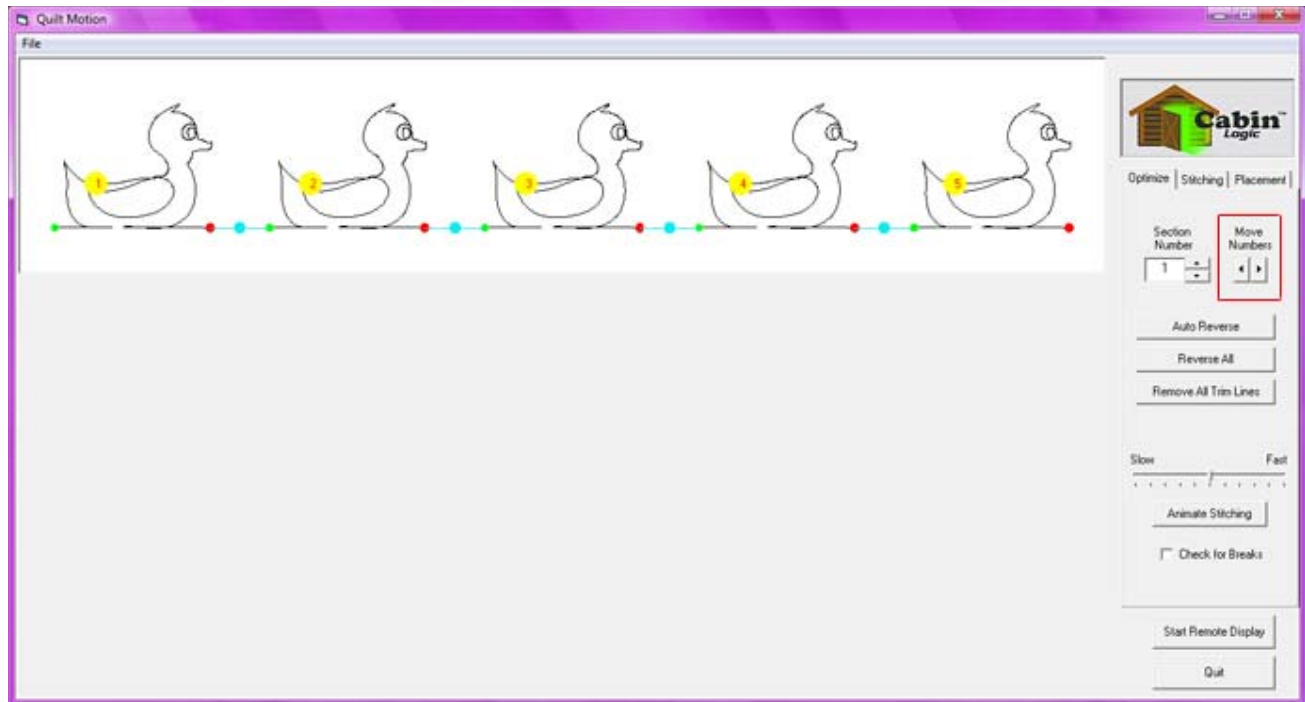 Quilt Motion
File
1 2 3 4 5
Cabin™
Logic
Optimize Stitching Placement
Section
Number
Move
Numbers
1
Auto Reverse
Reverse All
Remove All Trim Lines
Slow Fast
Animate Stitching
Check for Breaks
Start Remote Display
Quit